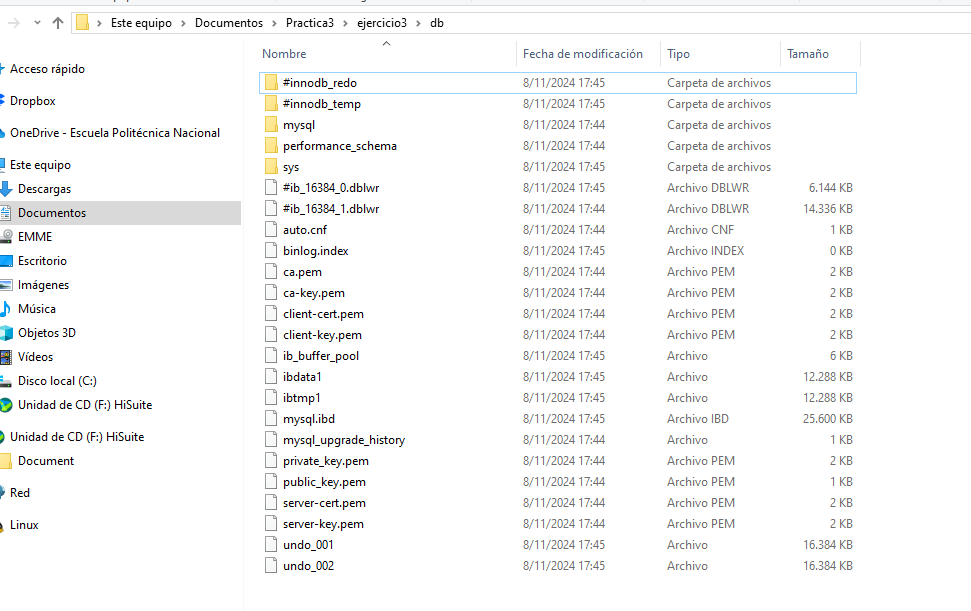 Este equipo > Documentos > Practica3 > ejercicio3 > db
Nombre Fecha de modificación Tipo Tamaño
Acceso rápido
Dropbox
OneDrive - Escuela Politécnica Nacional
Este equipo
Descargas
Documentos
EMME
Escritorio
Imágenes
Música
Objetos 3D
Vídeos
Disco local (C:)
Unidad de CD (F:) HiSuite
Unidad de CD (F:) HiSuite
Document
Red
Linux
#innodb_redo 8/11/2024 17:45 Carpeta de archivos
#innodb_temp 8/11/2024 17:45 Carpeta de archivos
mysql 8/11/2024 17:44 Carpeta de archivos
performance_schema 8/11/2024 17:44 Carpeta de archivos
sys 8/11/2024 17:45 Carpeta de archivos
#ib_16384_0.dblwr 8/11/2024 17:45 Archivo DBLWR 6.144 KB
#ib_16384_1.dblwr 8/11/2024 17:44 Archivo DBLWR 14.336 KB
auto.cnf 8/11/2024 17:44 Archivo CNF 1 KB
binlog.index 8/11/2024 17:45 Archivo INDEX 0 KB
ca.pem 8/11/2024 17:44 Archivo PEM 2 KB
ca-key.pem 8/11/2024 17:44 Archivo PEM 2 KB
client-cert.pem 8/11/2024 17:44 Archivo PEM 2 KB
client-key.pem 8/11/2024 17:44 Archivo PEM 2 KB
ib_buffer_pool 8/11/2024 17:45 Archivo 6 KB
ibdata1 8/11/2024 17:45 Archivo 12.288 KB
ibtmp1 8/11/2024 17:45 Archivo 12.288 KB
mysql.ibd 8/11/2024 17:45 Archivo IBD 25.600 KB
mysql_upgrade_history 8/11/2024 17:44 Archivo 1 KB
private_key.pem 8/11/2024 17:44 Archivo PEM 2 KB
public_key.pem 8/11/2024 17:44 Archivo PEM 1 KB
server-cert.pem 8/11/2024 17:44 Archivo PEM 2 KB
server-key.pem 8/11/2024 17:44 Archivo PEM 2 KB
undo_001 8/11/2024 17:45 Archivo 16.384 KB
undo_002 8/11/2024 17:45 Archivo 16.384 KB